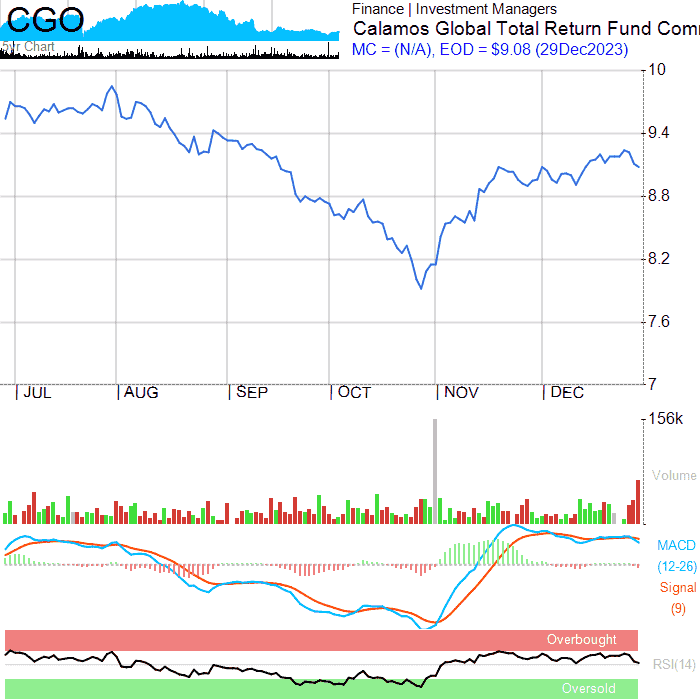 CGO
5yr Chart
Finance | Investment Managers
Calamos Global Total Return Fund Com
MC = (N/A), EOD = $9.08 (29Dec2023)
10
9.4
8.8
8.2
7.6
7
JUL AUG SEP OCT NOV DEC
156k
Volume
MACD
(12-26)
Signal
(9)
Overbought
RSI(14)
Oversold